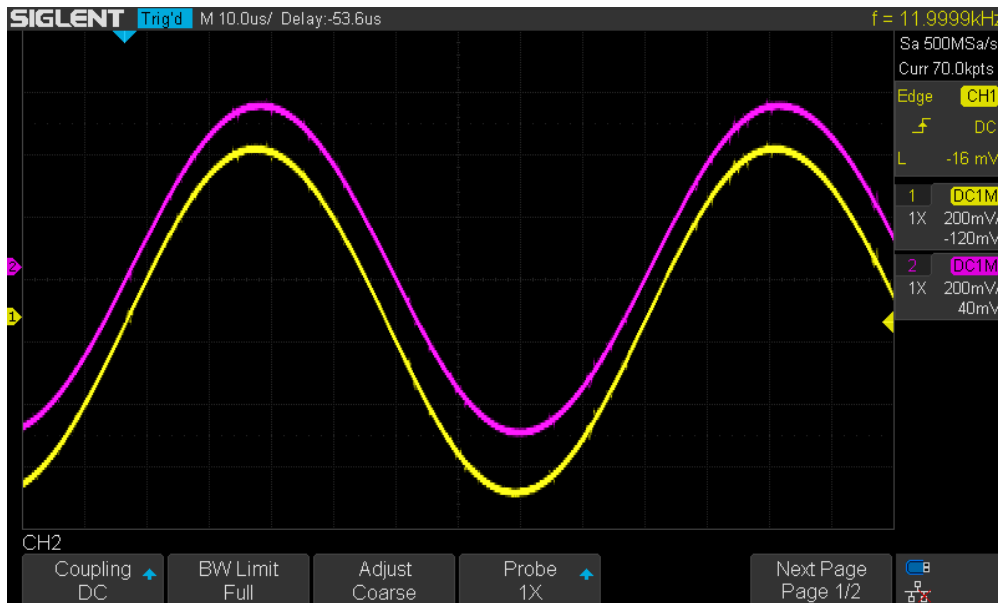 SIGLENT Trig'd M 10.0us/ Delay:-53.6us f = 11.9999kHz
Sa 500MSa/s
Curr 70.0kpts
Edge CH1
DC
L -16 mV
1 DC1M
1X 200mV/
-120mV
2 DC1M
1X 200mV/
40mV
2
1
CH2
Coupling
DC
BW Limit
Full
Adjust
Coarse
Probe
1X
Next Page
Page 1/2